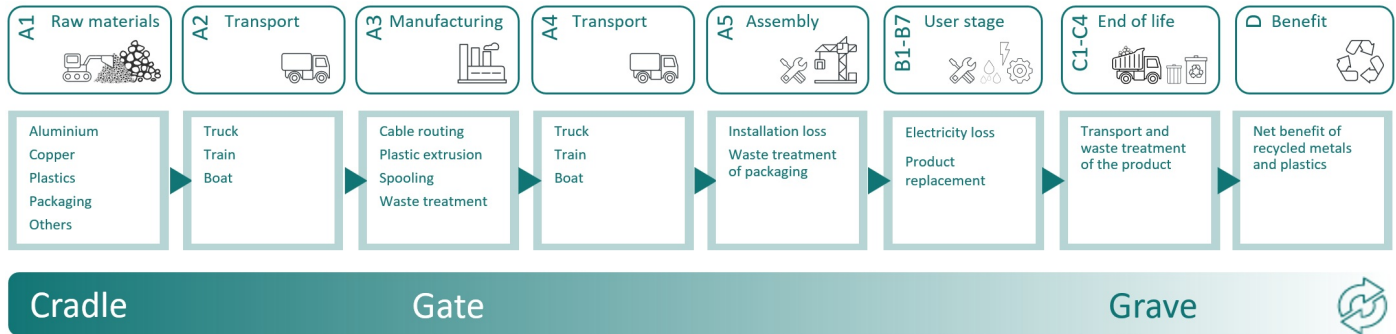 A1 Raw materials
A2 Transport
A3 Manufacturing
A4 Transport
A5 Assembly
B1-B7 User stage
C1-C4 End of life
D Benefit
Aluminium
Copper
Plastics
Packaging
Others
Truck
Train
Boat
Cable routing
Plastic extrusion
Spooling
Waste treatment
Truck
Train
Boat
Installation loss
Waste treatment
of packaging
Electricity loss
Product
replacement
Transport and
waste treatment
of the product
Net benefit of
recycled metals
and plastics
Cradle
Gate
Grave